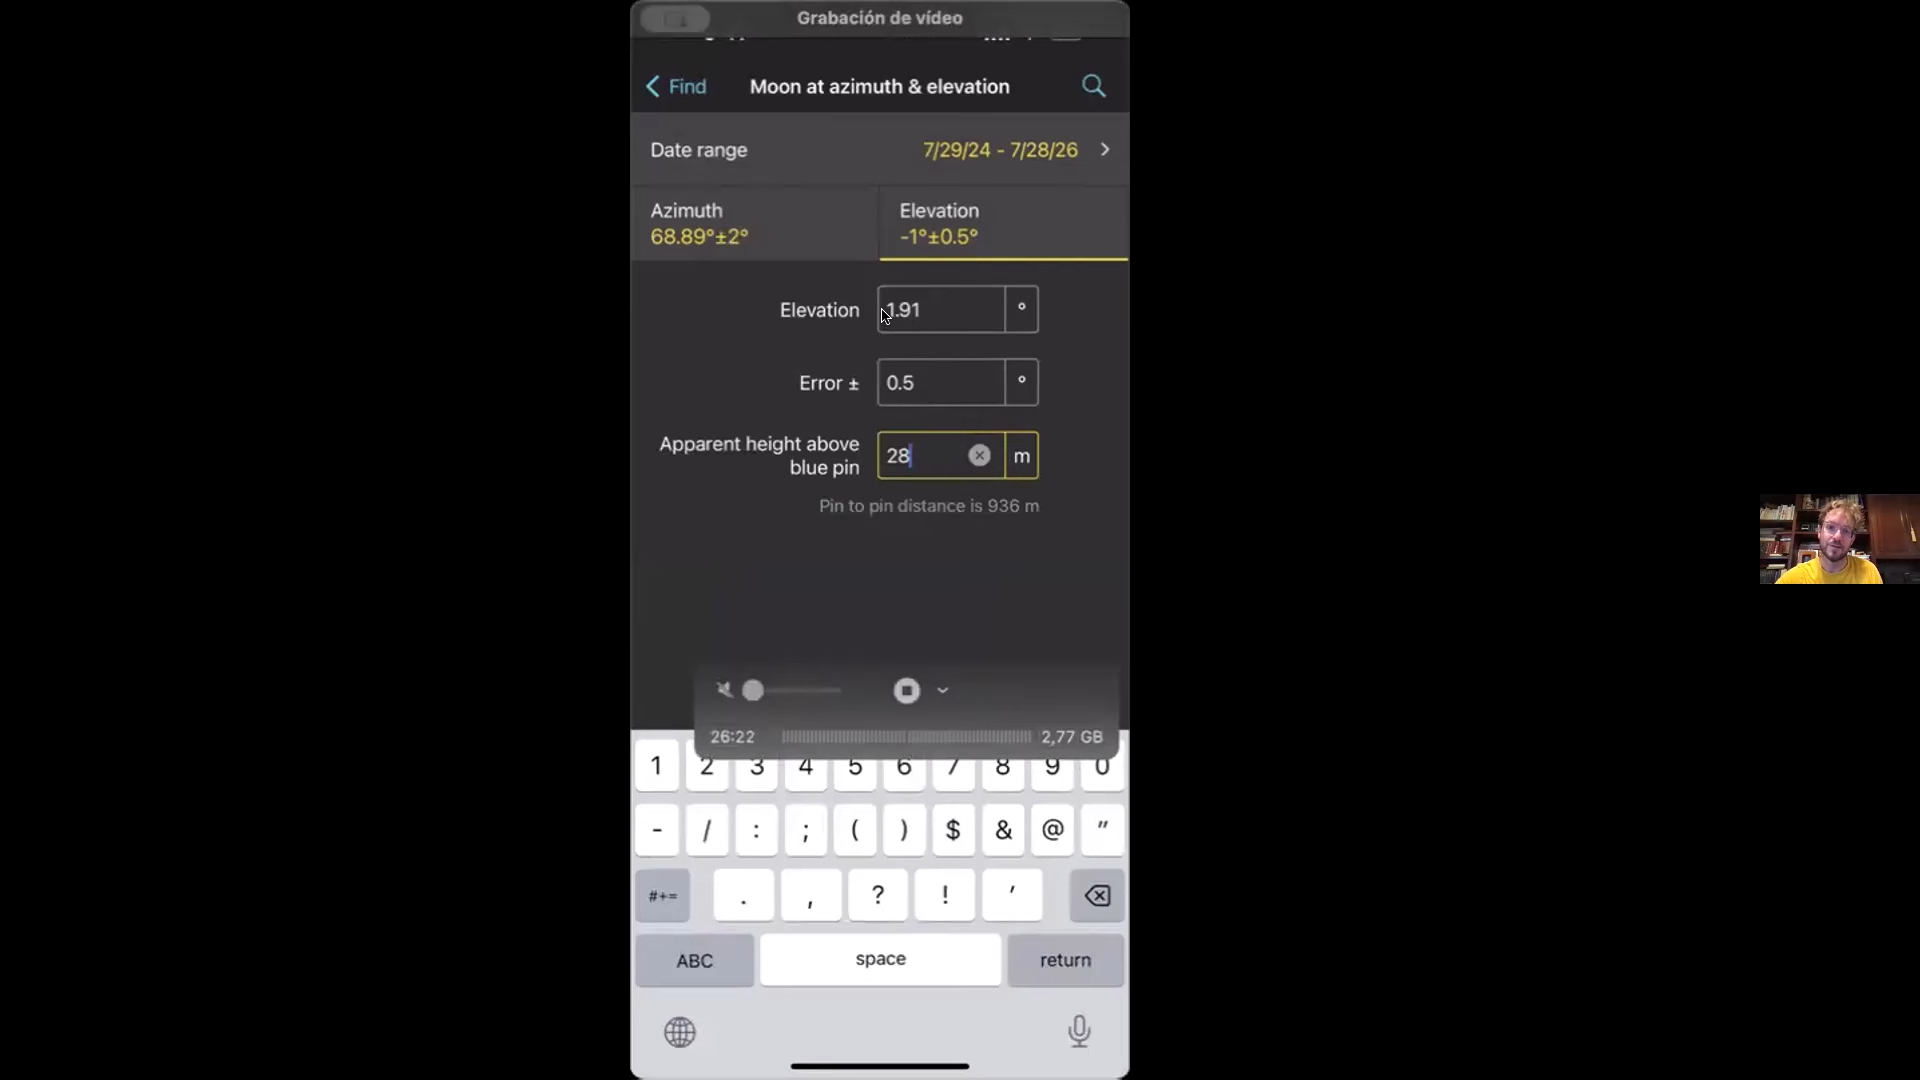 Grabación de vídeo
Find
Moon at azimuth & elevation
Date range 7/29/24 - 7/28/26
Azimuth
68.89°±2°
Elevation
-1°±0.5°
Elevation 1.91 °
Error ± 0.5 °
Apparent height above
blue pin
28 m
Pin to pin distance is 936 m
26:22 2,77 GB
1 2 3 4 5 6 7 8 9 0
- / : ; ( ) $ & @ "
#+= . , ? ! '
ABC space return